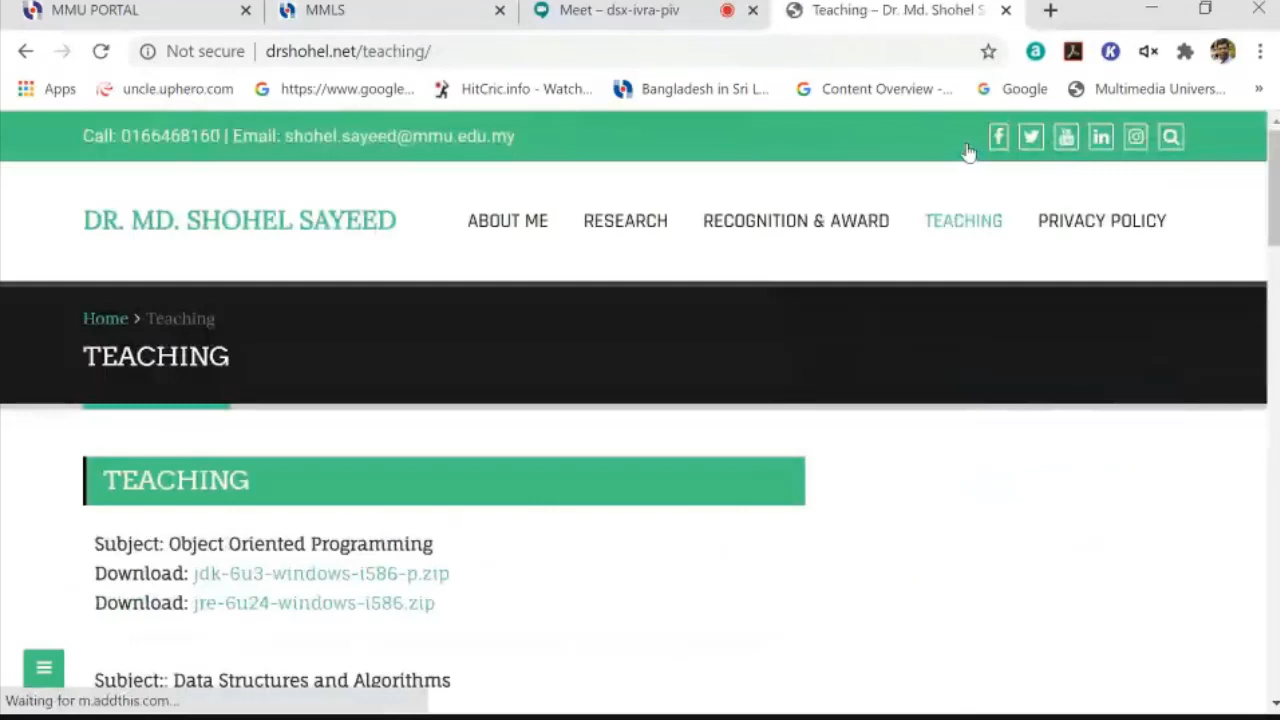 MMU PORTAL
MMLS
Meet – dsx-ivra-piv
Teaching – Dr. Md. Shohel S
Not secure | drshohel.net/teaching/
Apps
uncle.uphero.com
https://www.google...
HitCric.info - Watch...
Bangladesh in Sri L...
Content Overview -...
Google
Multimedia Univers...
»
Call: 0166468160 | Email: shohel.sayeed@mmu.edu.my
DR. MD. SHOHEL SAYEED
ABOUT ME
RESEARCH
RECOGNITION & AWARD
TEACHING
PRIVACY POLICY
Home > Teaching
TEACHING
TEACHING
Subject: Object Oriented Programming
Download: jdk-6u3-windows-i586-p.zip
Download: jre-6u24-windows-i586.zip
Subject:: Data Structures and Algorithms
Waiting for m.addthis.com...